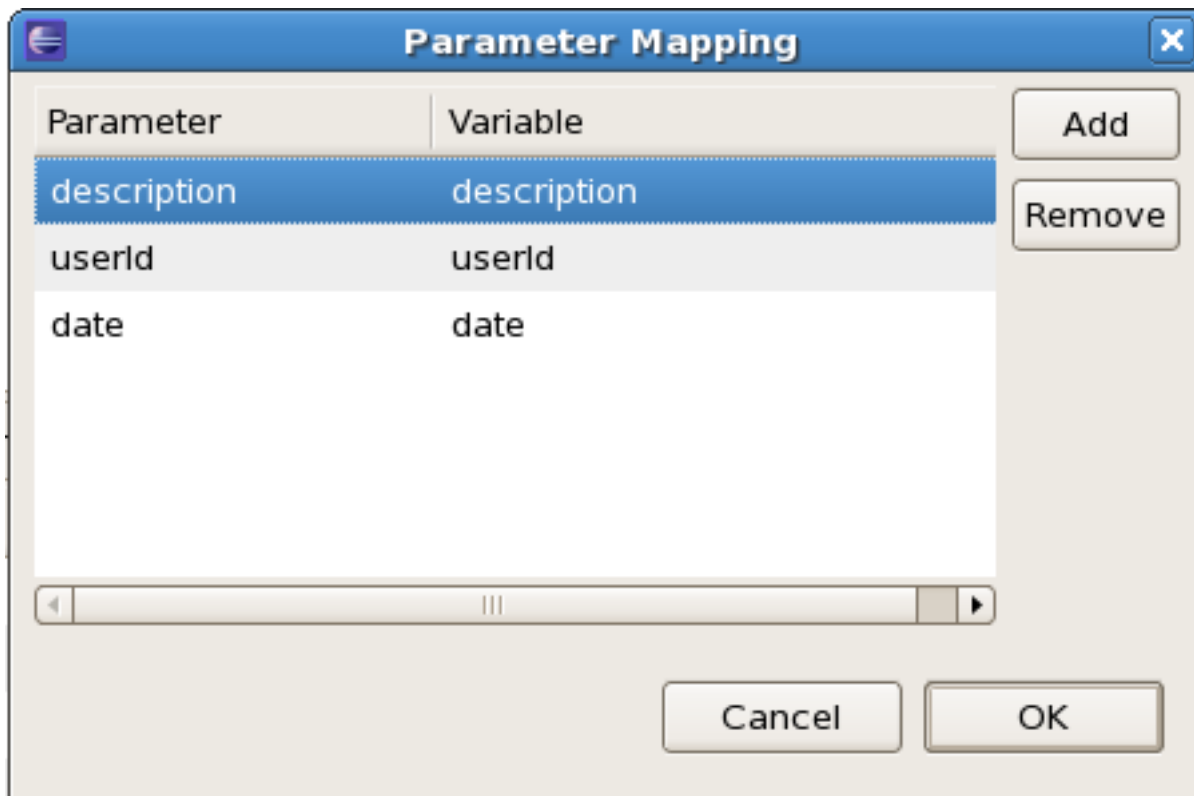 Parameter Mapping
Parameter Variable Add
description description
Remove
userId userId
date date
Cancel OK